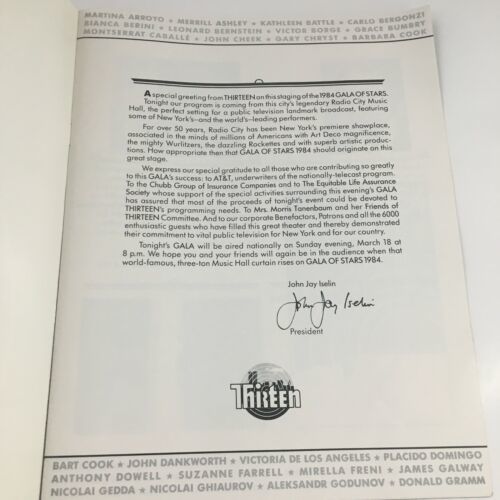 MARTINA ARROYO ★ MERRILL ASHLEY ★ KATHLEEN BATTLE ★ CARLO BERGONZI
BIANCA BERINI ★ LEONARD BERNSTEIN ★ VICTOR BORGE ★ GRACE BUMBRY
MONTSERRAT CABALLÉ ★ JOHN CHEEK ★ GARY CHRYST ★ BARBARA COOK
A special greeting from THIRTEEN on this staging of the 1984 GALA OF STARS.
Tonight our program is coming from this city's legendary Radio City Music
Hall, the perfect setting for a public television landmark broadcast, featuring
some of New York's—and the world's—leading performers.
For over 50 years, Radio City has been New York's premiere showplace,
associated in the minds of millions of Americans with Art Deco magnificence,
the mighty Wurlitzers, the dazzling Rockettes and with superb artistic produc-
tions. How appropriate then that GALA OF STARS 1984 should originate on this
great stage.
We express our special gratitude to all those who are contributing so greatly
to this GALA's success: to AT&T, underwriters of the nationally-telecast program.
To the Chubb Group of Insurance Companies and to The Equitable Life Assurance
Society whose support of the special activities surrounding this evening's GALA
has assured that most of the proceeds of tonight's event could be devoted to
THIRTEEN's programming needs. To Mrs. Morris Tanenbaum and her Friends of
THIRTEEN Committee. And to our corporate Benefactors, Patrons and all the 6000
enthusiastic guests who have filled this great theater and thereby demonstrated
their commitment to vital public television for New York and for our country.
Tonight's GALA will be aired nationally on Sunday evening, March 18 at
8 p.m. We hope you and your friends will again be in the audience when that
world-famous, three-ton Music Hall curtain rises on GALA OF STARS 1984.
John Jay Iselin
John Jay Iselin
President
THIRTEEN
BART COOK ★ JOHN DANKWORTH ★ VICTORIA DE LOS ANGELES ★ PLACIDO DOMINGO
ANTHONY DOWELL ★ SUZANNE FARRELL ★ MIRELLA FRENI ★ JAMES GALWAY
NICOLAI GEDDA ★ NICOLAI GHIAUROV ★ ALEKSANDR GODUNOV ★ DONALD GRAMM